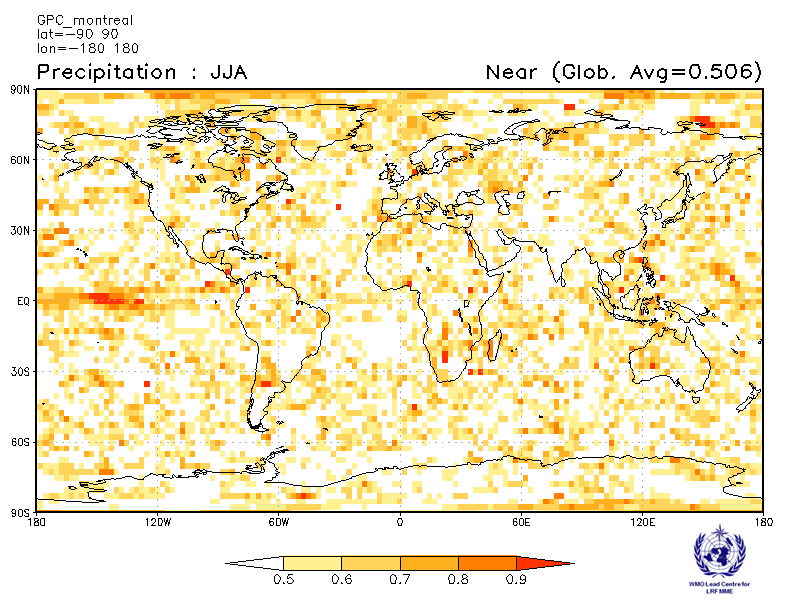 GPC_montreal
lat=-90 90
lon=-180 180
Precipitation : JJA
Near (Glob. Avg=0.506)
90N
60N
30N
EQ
30S
60S
90S
180 120W 60W 0 60E 120E 180
0.5 0.6 0.7 0.8 0.9
WMO Lead Centre for
LRF MME